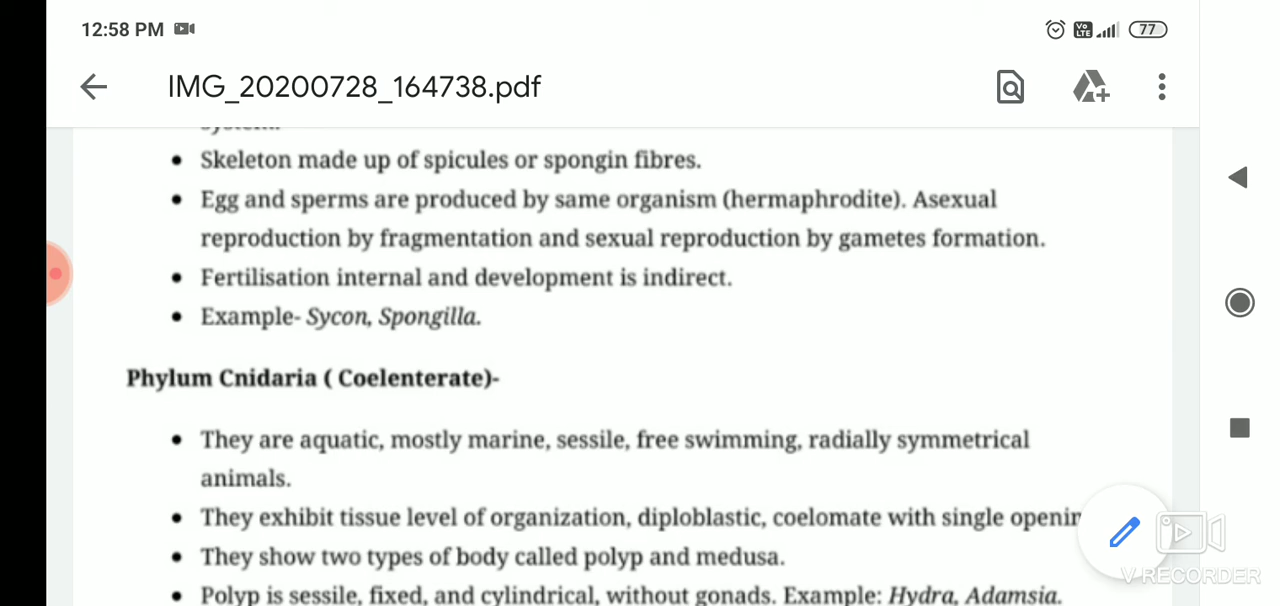 12:58 PM
Vo LTE
77
IMG_20200728_164738.pdf
• Skeleton made up of spicules or spongin fibres.
• Egg and sperms are produced by same organism (hermaphrodite). Asexual
reproduction by fragmentation and sexual reproduction by gametes formation.
• Fertilisation internal and development is indirect.
• Example- Sycon, Spongilla.
Phylum Cnidaria ( Coelenterate)-
• They are aquatic, mostly marine, sessile, free swimming, radially symmetrical
animals.
• They exhibit tissue level of organization, diploblastic, coelomate with single openin
• They show two types of body called polyp and medusa.
• Polyp is sessile, fixed, and cylindrical, without gonads. Example: Hydra, Adamsia.
V RECORDER